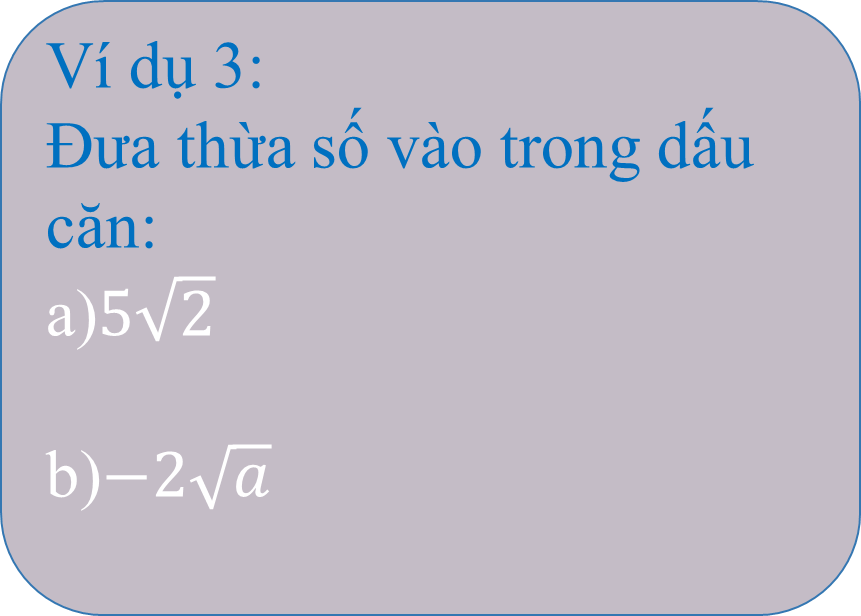 Ví dụ 3:
Đưa thừa số vào trong dấu
căn:
a)5√2
b)−2√a